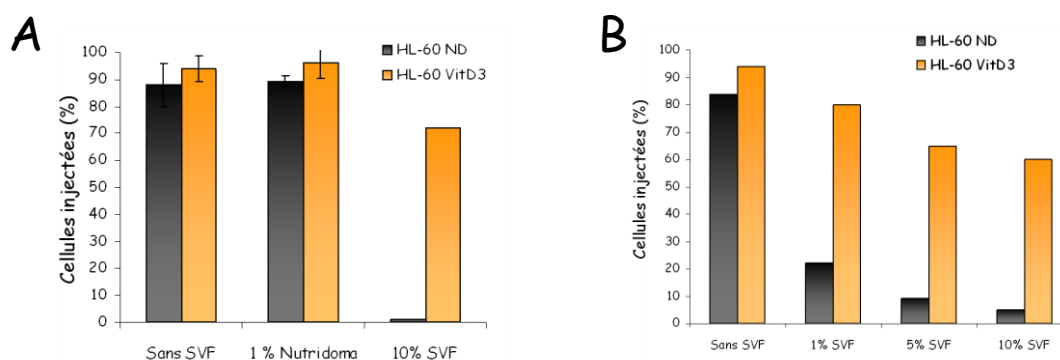 A
HL-60 ND
HL-60 VitD3
Cellules injectées (%)
100
90
80
70
60
50
40
30
20
10
0
Sans SVF
1 % Nutridoma
10% SVF
B
HL-60 ND
HL-60 VitD3
Cellules injectées (%)
100
90
80
70
60
50
40
30
20
10
0
Sans SVF
1% SVF
5% SVF
10% SVF